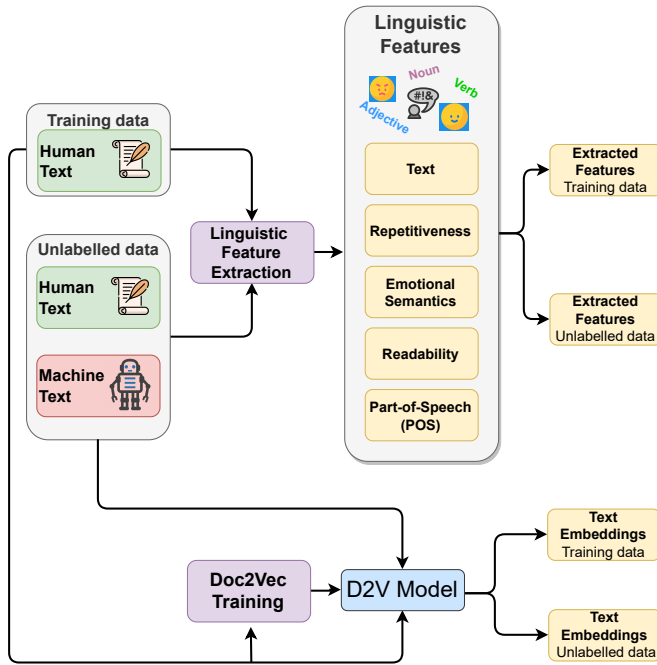 Linguistic
Features
Noun
#!&
Verb
Adjective
Training data
Human
Text
Unlabelled data
Human
Text
Machine
Text
Linguistic
Feature
Extraction
Text
Repetitiveness
Emotional
Semantics
Readability
Part-of-Speech
(POS)
Extracted
Features
Training data
Extracted
Features
Unlabelled data
Doc2Vec
Training
D2V Model
Text
Embeddings
Training data
Text
Embeddings
Unlabelled data